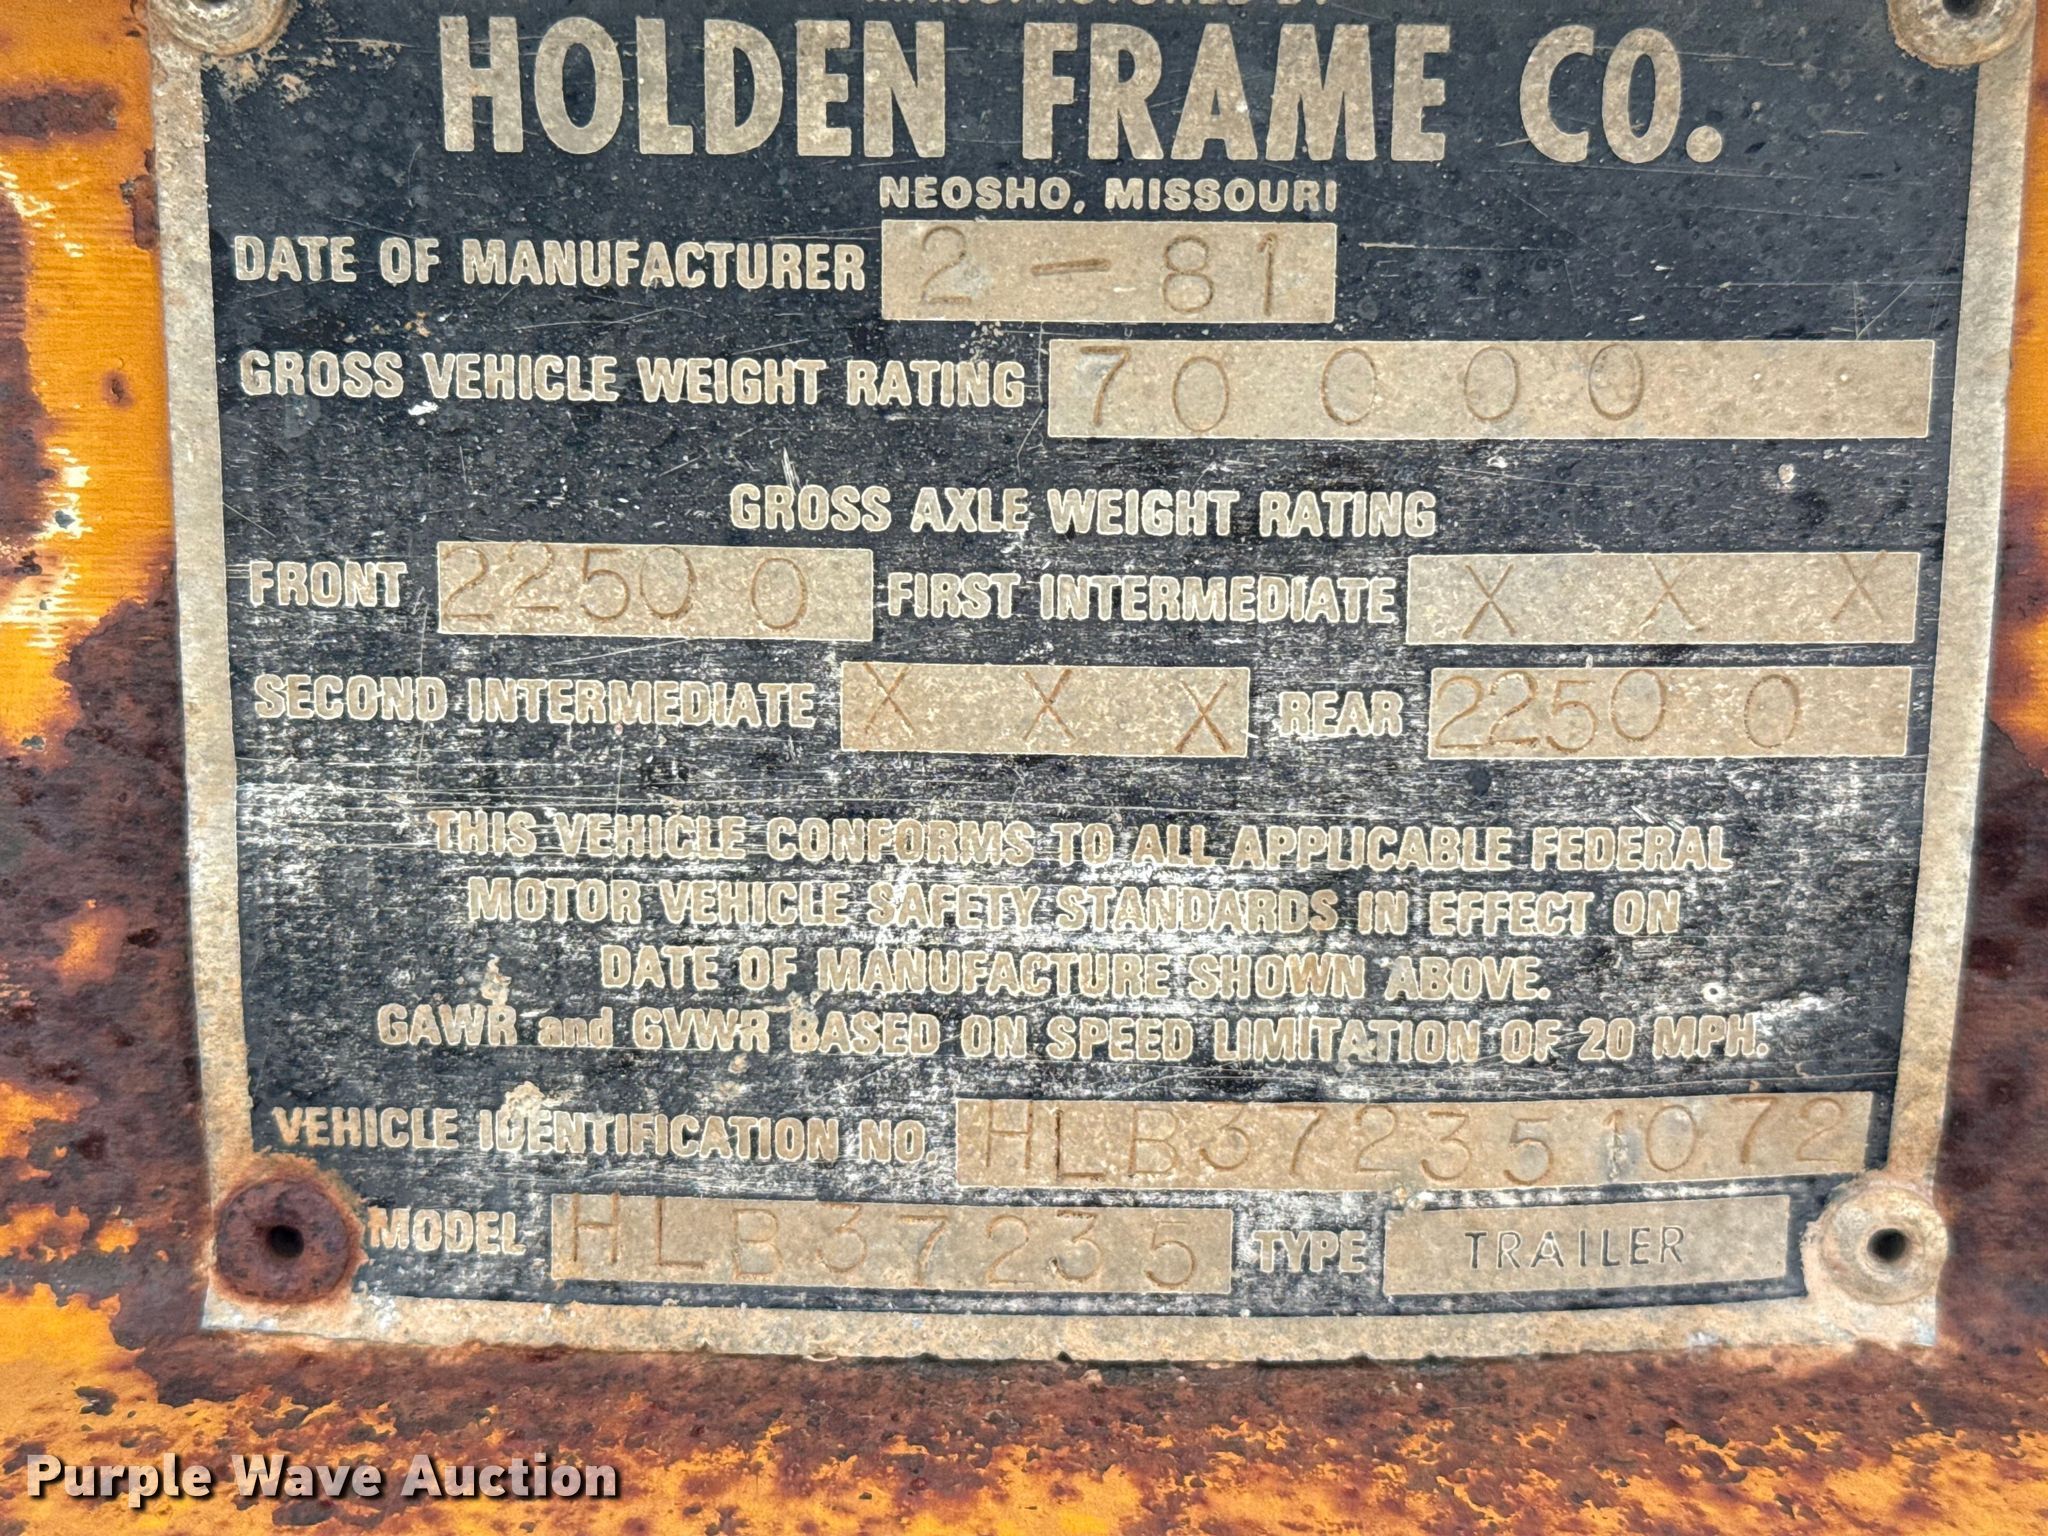 MANUFACTURED BY
HOLDEN FRAME CO.
NEOSHO, MISSOURI
DATE OF MANUFACTURER 2-81
GROSS VEHICLE WEIGHT RATING 70000
GROSS AXLE WEIGHT RATING
FRONT 22500 FIRST INTERMEDIATE X X X
SECOND INTERMEDIATE X X X REAR 22500
THIS VEHICLE CONFORMS TO ALL APPLICABLE FEDERAL
MOTOR VEHICLE SAFETY STANDARDS IN EFFECT ON
DATE OF MANUFACTURE SHOWN ABOVE.
GAWR and GVWR BASED ON SPEED LIMITATION OF 20 MPH.
VEHICLE IDENTIFICATION NO. HLB372351072
MODEL HLB37235 TYPE TRAILER
Purple Wave Auction